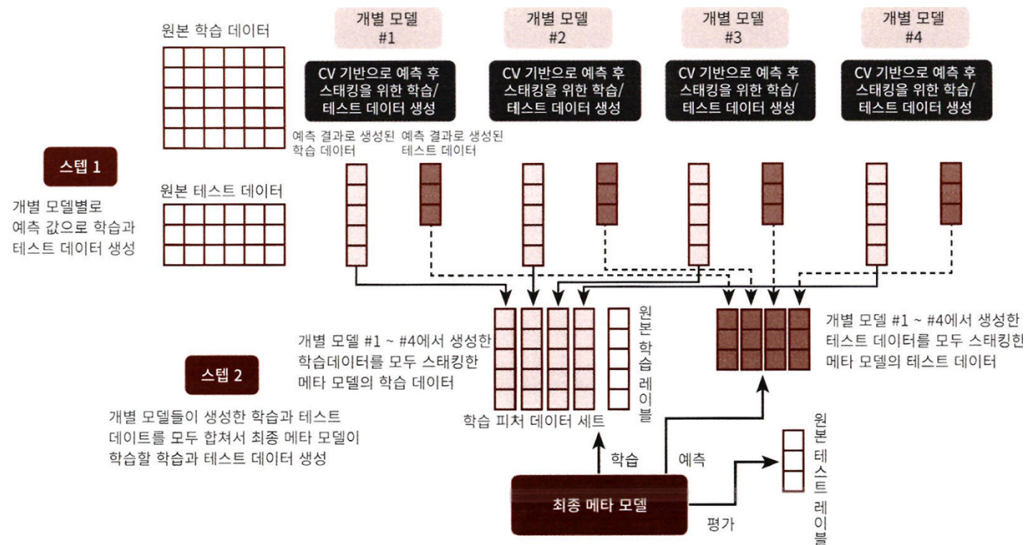 원본 학습 데이터
개별 모델
#1
개별 모델
#2
개별 모델
#3
개별 모델
#4
CV 기반으로 예측 후
스태킹을 위한 학습/
테스트 데이터 생성
CV 기반으로 예측 후
스태킹을 위한 학습/
테스트 데이터 생성
CV 기반으로 예측 후
스태킹을 위한 학습/
테스트 데이터 생성
CV 기반으로 예측 후
스태킹을 위한 학습/
테스트 데이터 생성
예측 결과로 생성된
학습 데이터
예측 결과로 생성된
테스트 데이터
스텝 1
개별 모델별로
예측 값으로 학습과
테스트 데이터 생성
원본 테스트 데이터
개별 모델 #1 ~ #4에서 생성한
학습데이터를 모두 스태킹한
메타 모델의 학습 데이터
원본 학습 레이블
개별 모델 #1 ~ #4에서 생성한
테스트 데이터를 모두 스태킹한
메타 모델의 테스트 데이터
스텝 2
개별 모델들이 생성한 학습과 테스트
데이트를 모두 합쳐서 최종 메타 모델이
학습할 학습과 테스트 데이터 생성
학습 피처 데이터 세트
학습
예측
최종 메타 모델
평가
원본 테스트 레이블